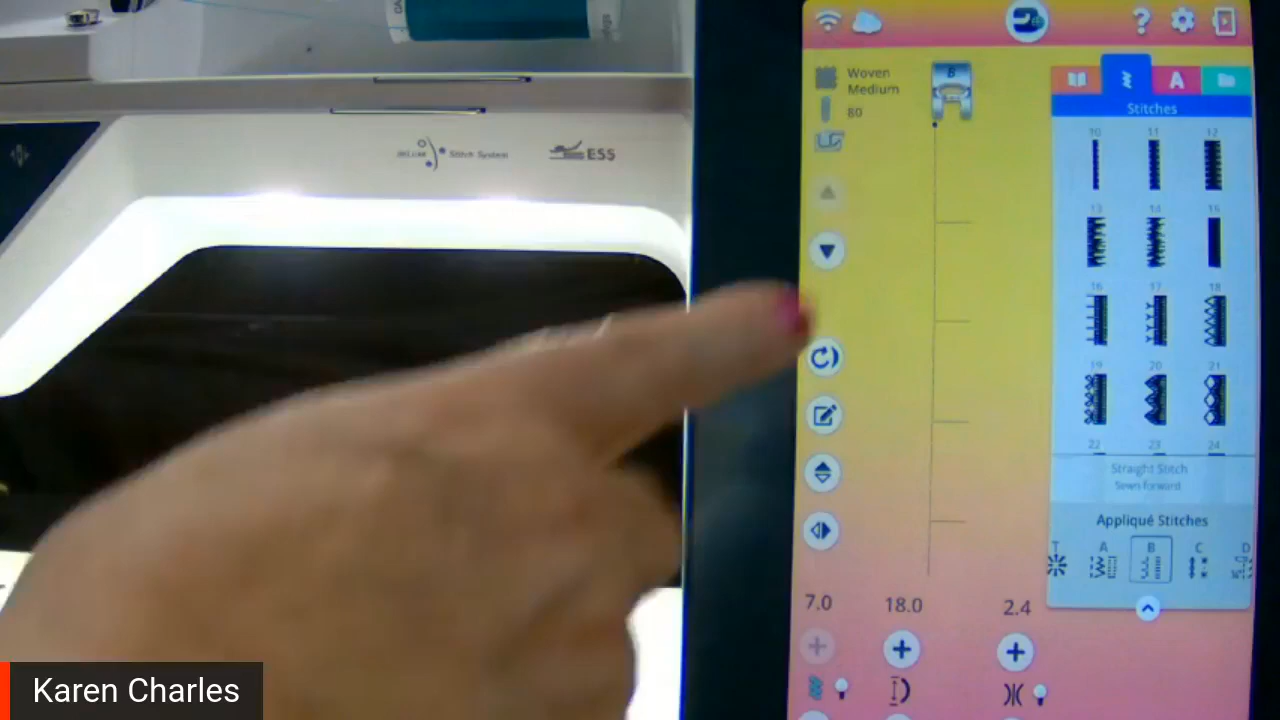 Stitch System
ESS
Woven
Medium
80
B
A
Stitches
10 11 12
13 14 15
16 17 18
19 20 21
22 23 24
Straight Stitch
Sews forward
Appliqué Stitches
T A B C D
7.0 18.0 2.4
Karen Charles